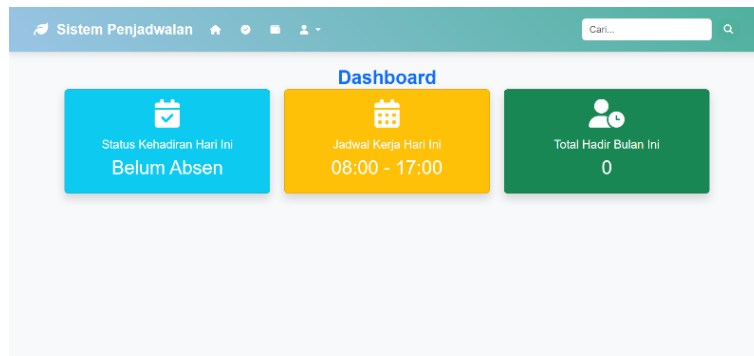 Sistem Penjadwalan
Cari...
Dashboard
Status Kehadiran Hari Ini
Belum Absen
Jadwal Kerja Hari Ini
08:00 - 17:00
Total Hadir Bulan Ini
0